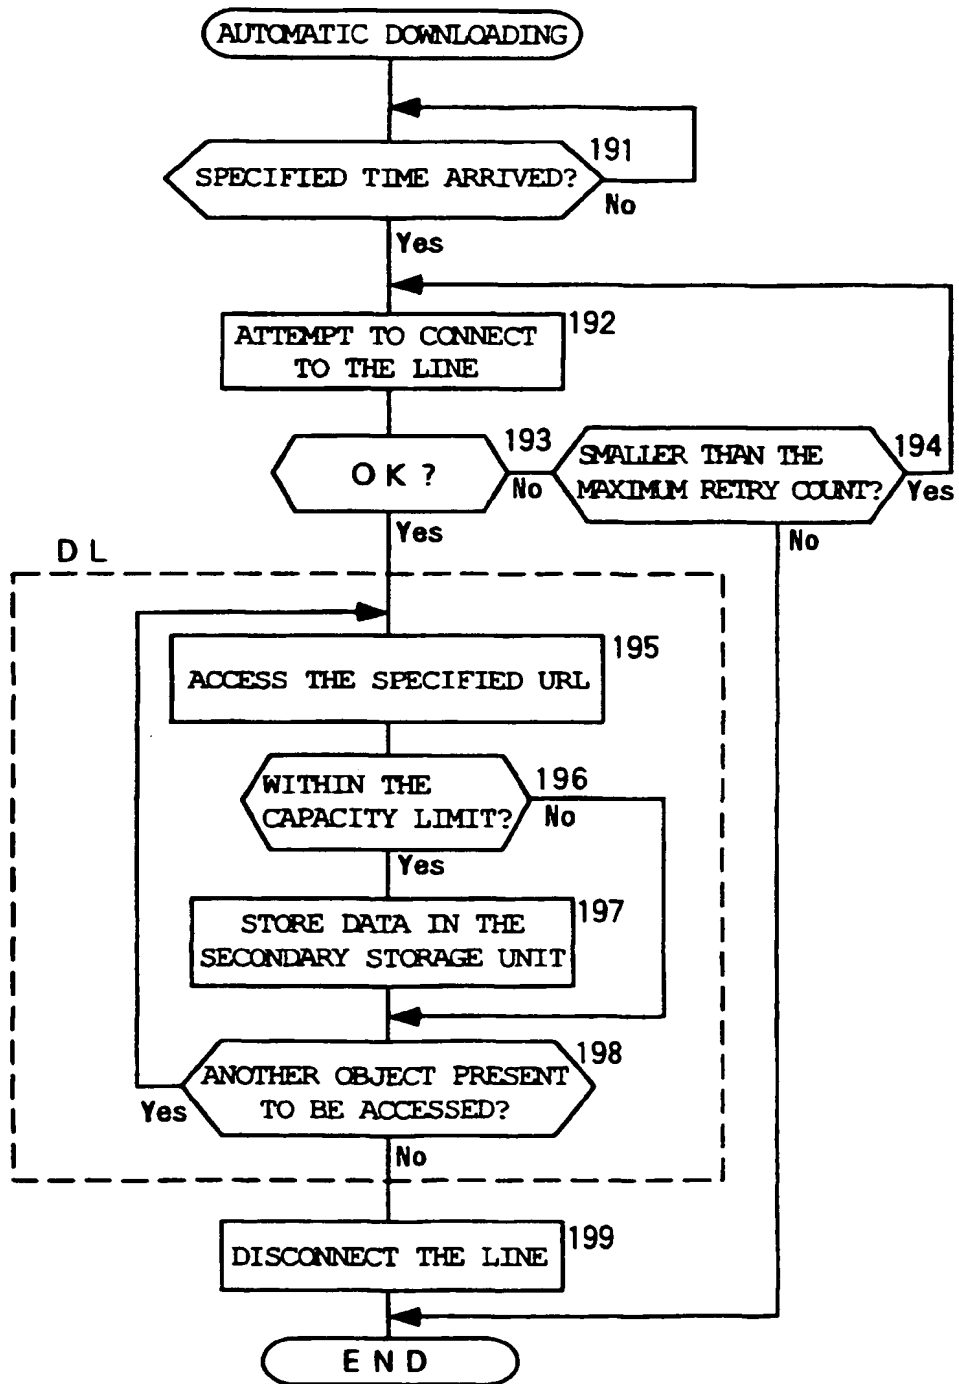 AUTOMATIC DOWNLOADING
191
SPECIFIED TIME ARRIVED?
No
Yes
192
ATTEMPT TO CONNECT
TO THE LINE
193
OK?
No
Yes
194
SMALLER THAN THE
MAXIMUM RETRY COUNT?
Yes
No
DL
195
ACCESS THE SPECIFIED URL
196
WITHIN THE
CAPACITY LIMIT?
No
Yes
197
STORE DATA IN THE
SECONDARY STORAGE UNIT
198
ANOTHER OBJECT PRESENT
TO BE ACCESSED?
Yes
No
199
DISCONNECT THE LINE
END